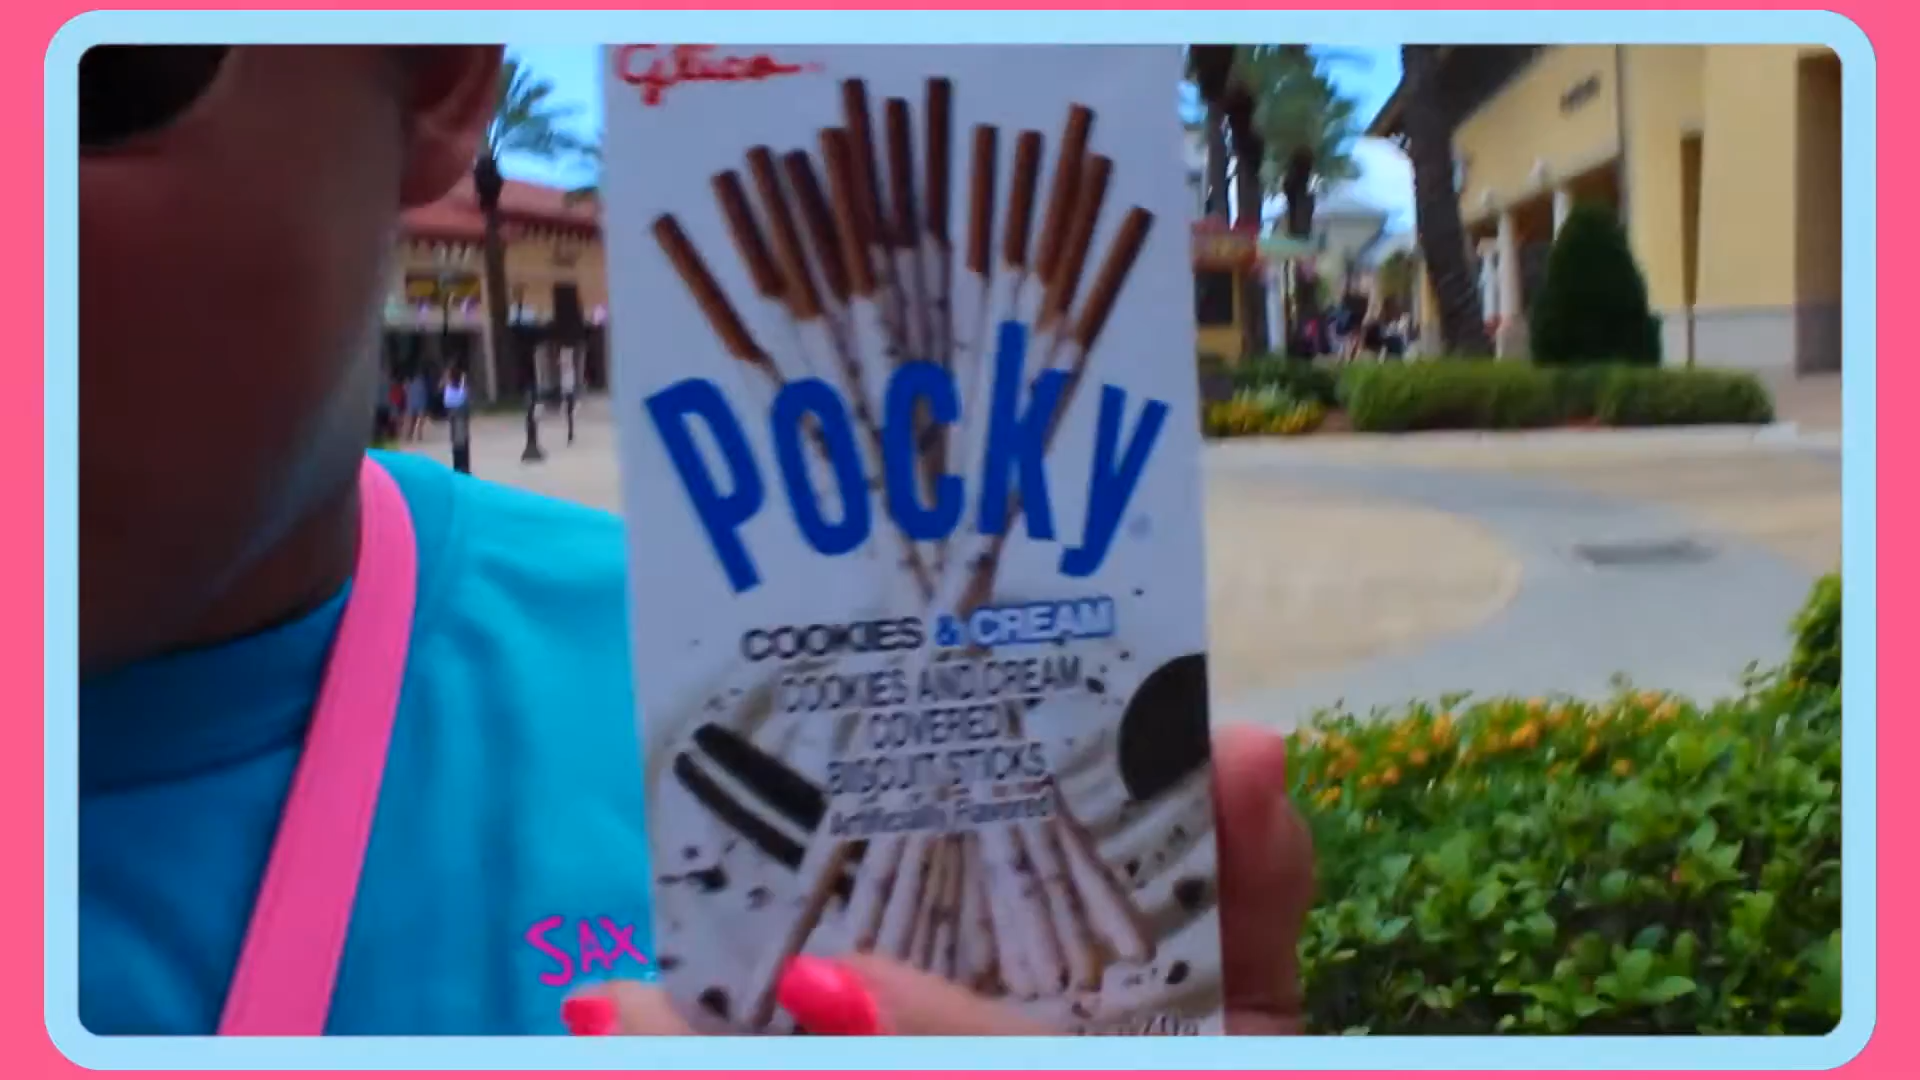 Glico
Pocky
COOKIES & CREAM
COOKIES AND CREAM
COVERED
BISCUIT STICKS
Artificially Flavored
SAX